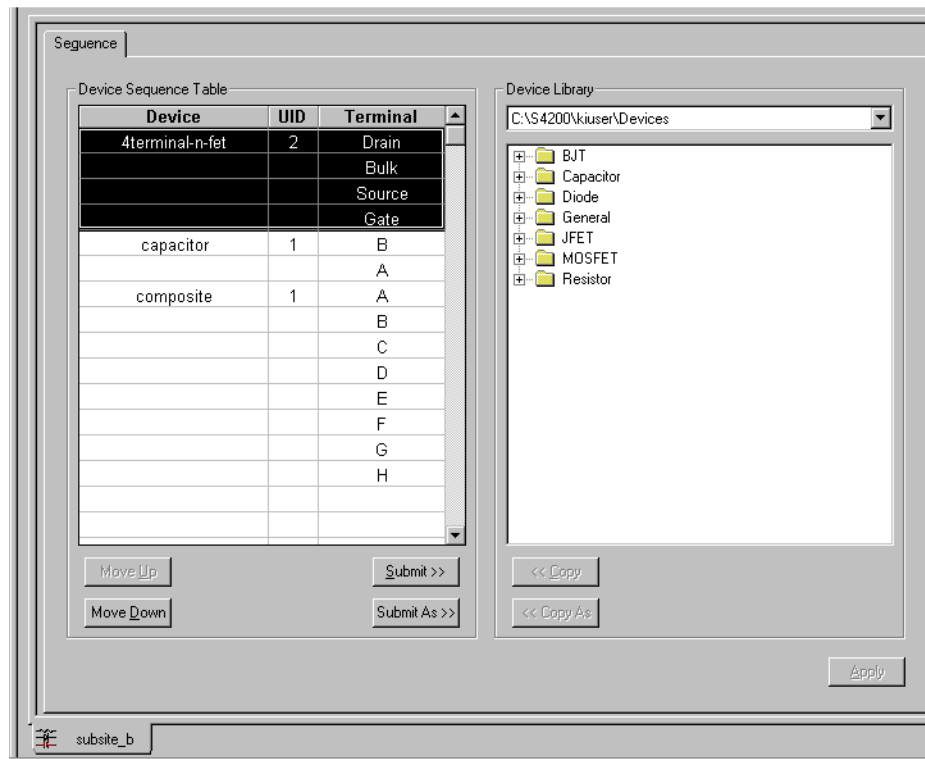 Seguence
Device Sequence Table
Device UID Terminal
4terminal-n-fet 2 Drain
Bulk
Source
Gate
capacitor 1 B
A
composite 1 A
B
C
D
E
F
G
H
Move Up Submit >>
Move Down Submit As >>
Device Library
C:\S4200\kiuser\Devices
BJT
Capacitor
Diode
General
JFET
MOSFET
Resistor
<< Copy
<< Copy As
Apply
subsite_b